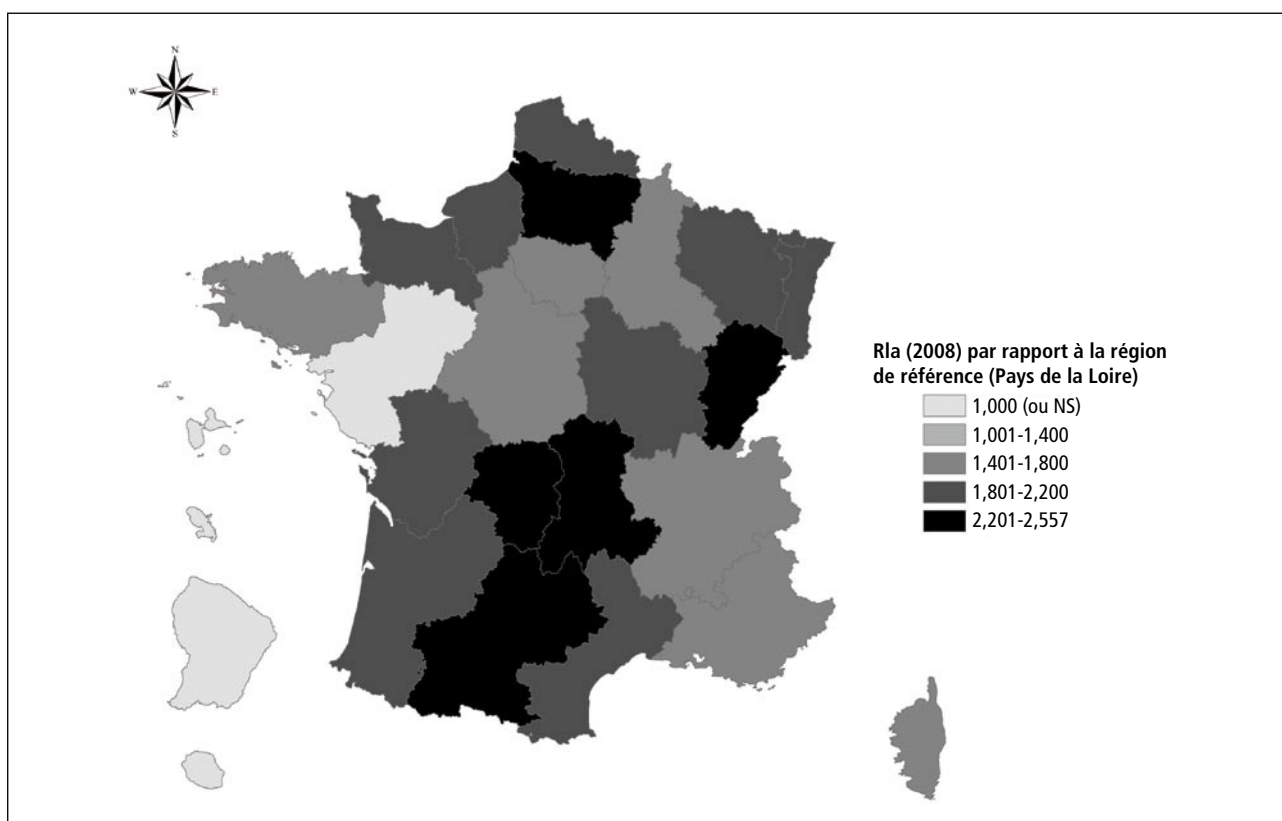 N
W E
S
RIa (2008) par rapport à la région
de référence (Pays de la Loire)
1,000 (ou NS)
1,001-1,400
1,401-1,800
1,801-2,200
2,201-2,557